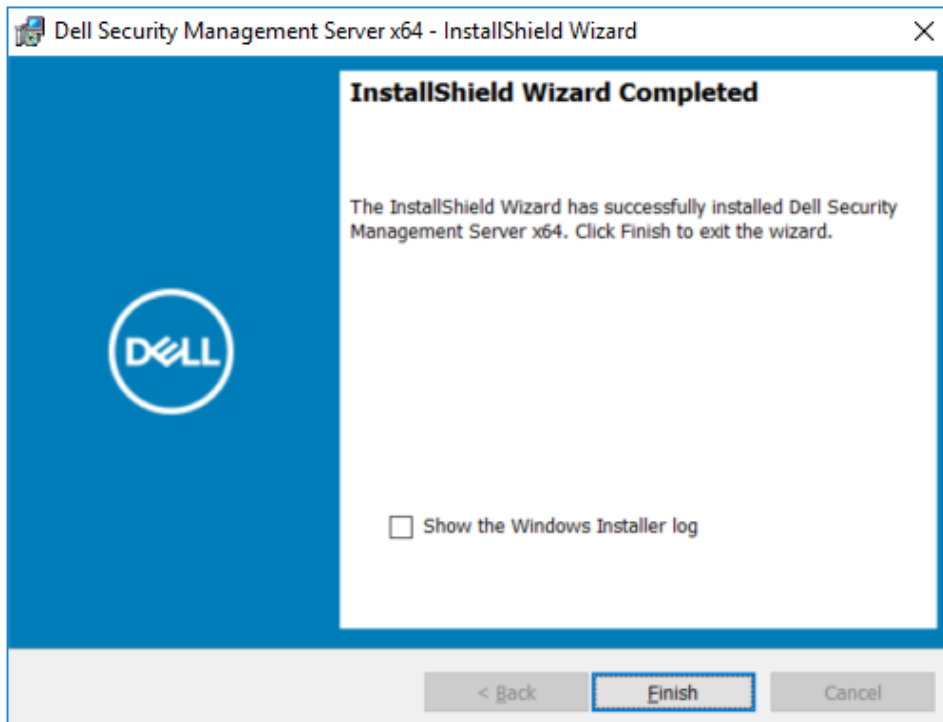 Dell Security Management Server x64 - InstallShield Wizard
InstallShield Wizard Completed
The InstallShield Wizard has successfully installed Dell Security
Management Server x64. Click Finish to exit the wizard.
DELL
Show the Windows Installer log
< Back
Finish
Cancel